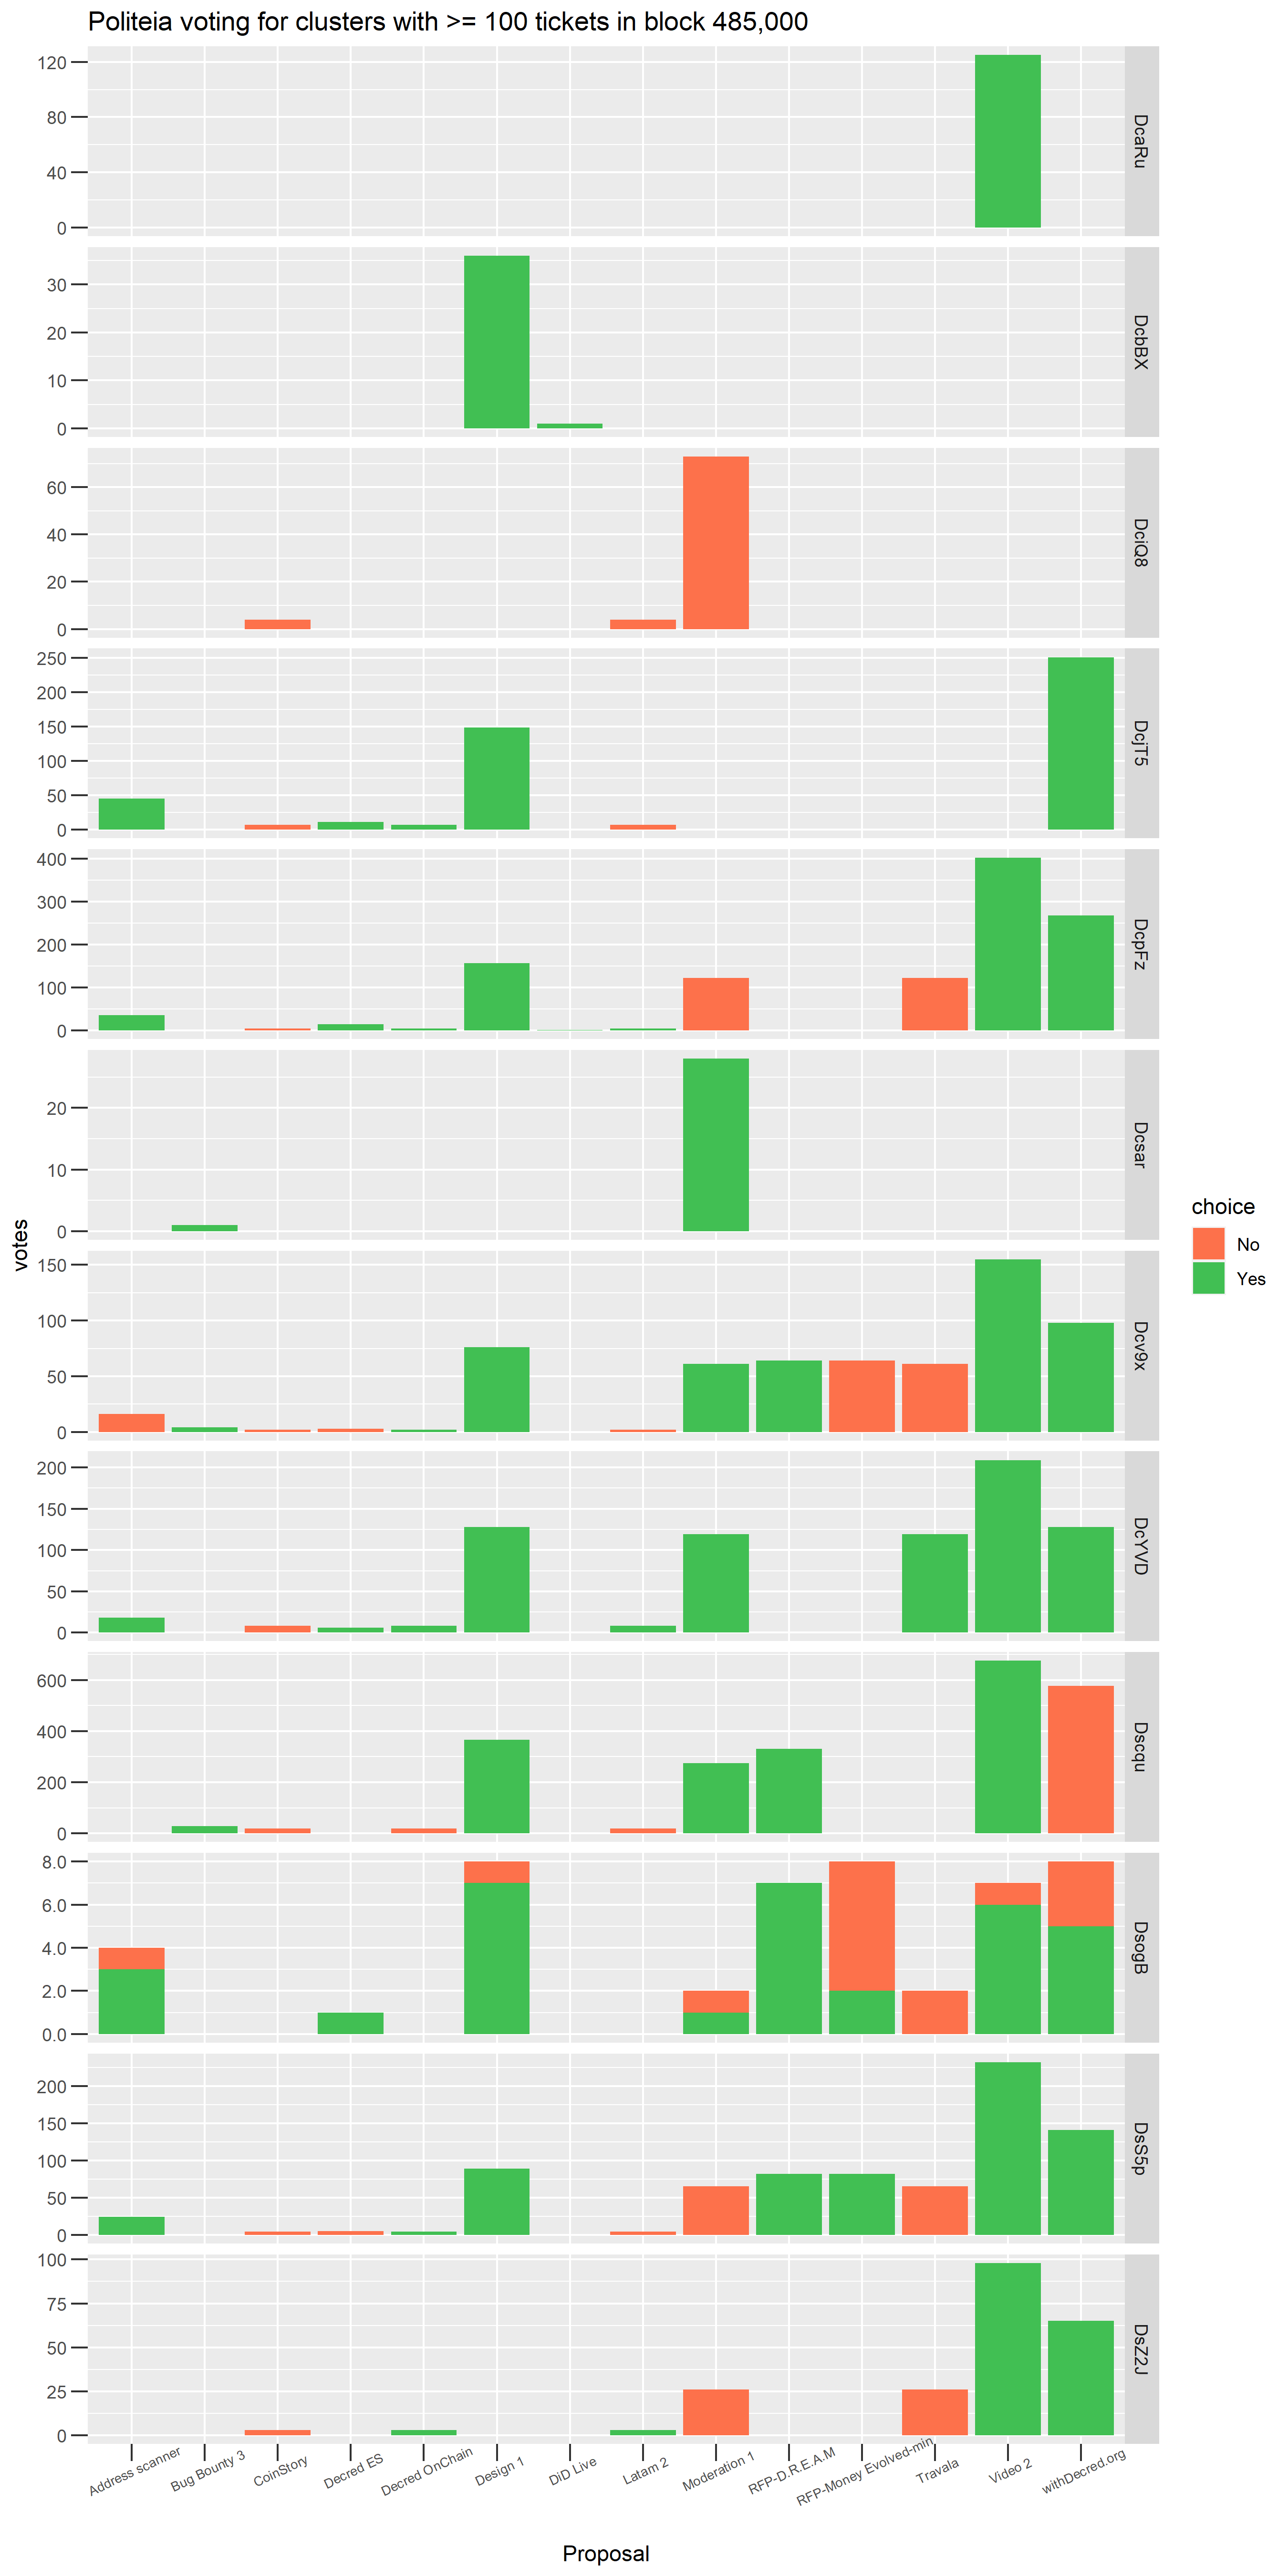 Politeia voting for clusters with >= 100 tickets in block 485,000
120
80
40
0
DcaRu
30
20
10
0
DcbBX
60
40
20
0
DciQ8
250
200
150
100
50
0
DcjT5
400
300
200
100
0
DcpFz
20
10
0
Dcsar
votes
150
100
50
0
Dcv9x
choice
No
Yes
200
150
100
50
0
DcYVD
600
400
200
0
Dscqu
8.0
6.0
4.0
2.0
0.0
DsogB
200
150
100
50
0
DsS5p
100
75
50
25
0
DsZ2J
Address scanner
Bug Bounty 3
CoinStory
Decred ES
Decred OnChain
Design 1
DiD Live
Latam 2
Moderation 1
RFP-D.R.E.A.M
RFP-Money Evolved-min
Travala
Video 2
withDecred.org
Proposal